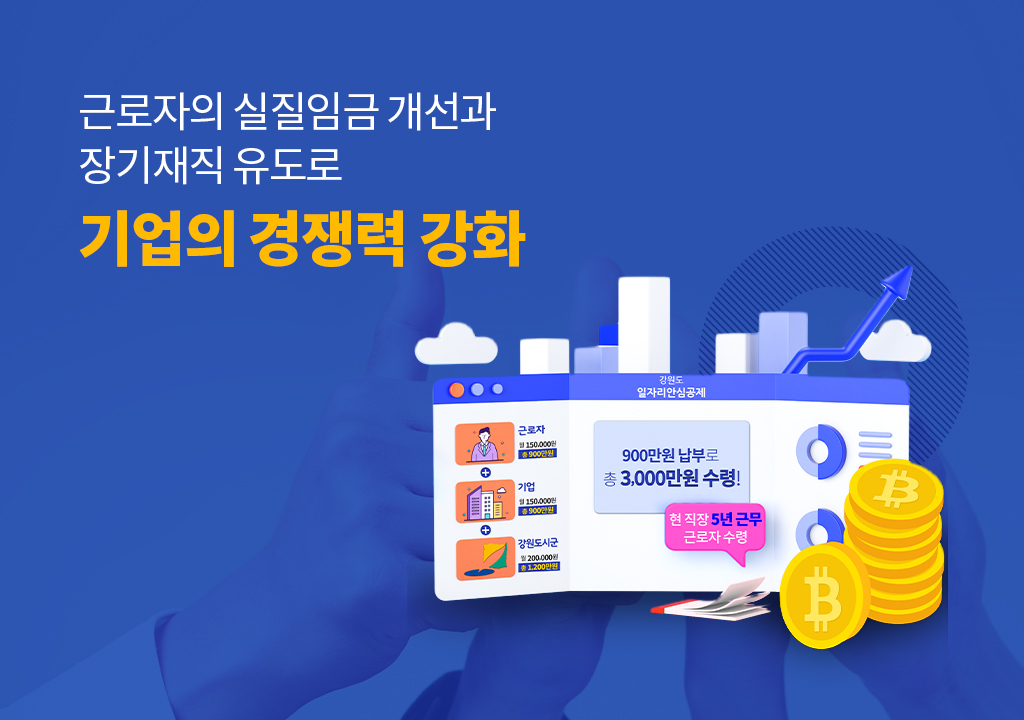 근로자의 실질임금 개선과
장기재직 유도로
기업의 경쟁력 강화
강원도
일자리안심공제
근로자
월 150,000원
총 900만원
기업
월 150,000원
총 900만원
강원도시군
월 200,000원
총 1,200만원
900만원 납부로
총 3,000만원 수령!
현 직장 5년 근무
근로자 수령